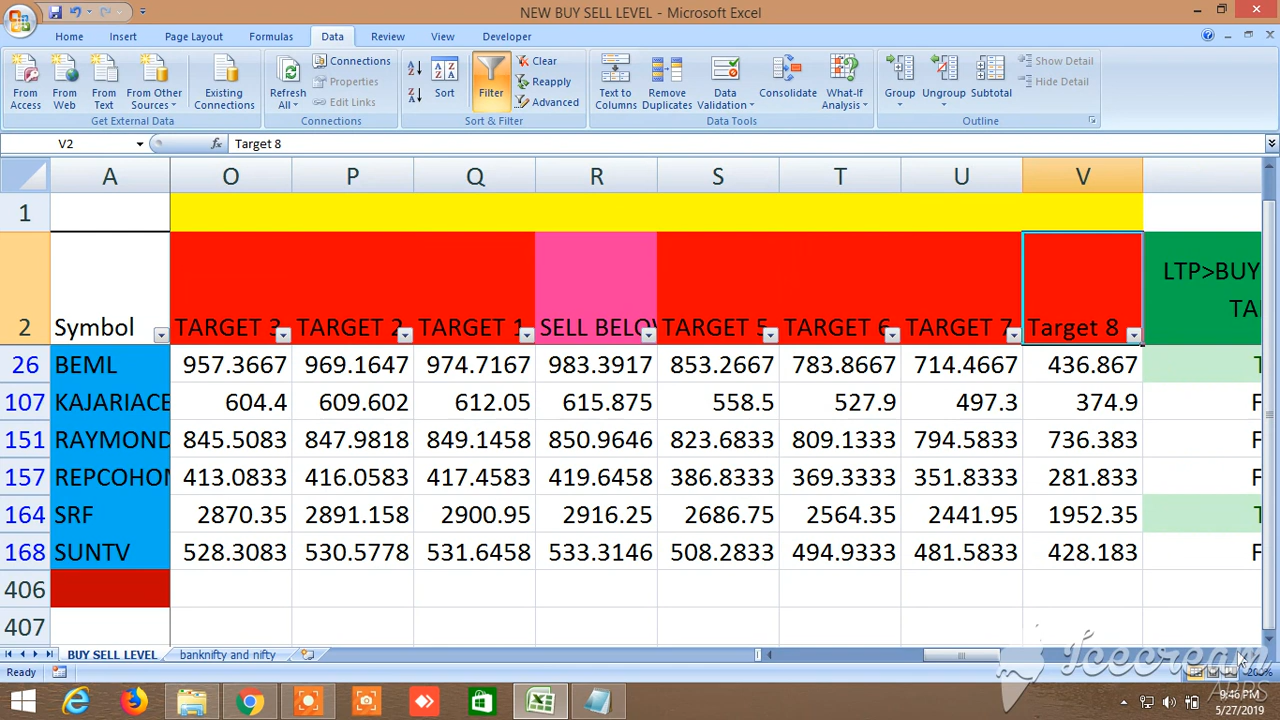 NEW BUY SELL LEVEL - Microsoft Excel
Home Insert Page Layout Formulas Data Review View Developer
From Access From Web From Text From Other Sources Existing Connections
Get External Data
Refresh All Connections Properties Edit Links
Connections
Sort Filter Clear Reapply Advanced
Sort & Filter
Text to Columns Remove Duplicates Data Validation Consolidate What-If Analysis
Data Tools
Group Ungroup Subtotal Show Detail Hide Detail
Outline
V2 fx Target 8
A O P Q R S T U V
1
LTP>BUY
2 Symbol TARGET 3 TARGET 2 TARGET 1 SELL BELOW TARGET 5 TARGET 6 TARGET 7 Target 8 TA
26 BEML 957.3667 969.1647 974.7167 983.3917 853.2667 783.8667 714.4667 436.867 T
107 KAJARIACE 604.4 609.602 612.05 615.875 558.5 527.9 497.3 374.9 F
151 RAYMOND 845.5083 847.9818 849.1458 850.9646 823.6833 809.1333 794.5833 736.383 F
157 REPCOHOM 413.0833 416.0583 417.4583 419.6458 386.8333 369.3333 351.8333 281.833 F
164 SRF 2870.35 2891.158 2900.95 2916.25 2686.75 2564.35 2441.95 1952.35 T
168 SUNTV 528.3083 530.5778 531.6458 533.3146 508.2833 494.9333 481.5833 428.183 F
406
407
BUY SELL LEVEL banknifty and nifty
Ready 200%
Icecream
APPS
9:46 PM
5/27/2019